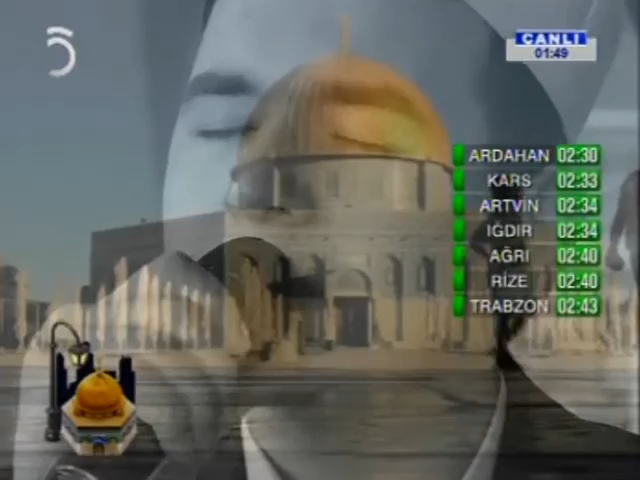 CANLI
01:49
ARDAHAN 02:30
KARS 02:33
ARTVİN 02:34
IĞDIR 02:34
AĞRI 02:40
RİZE 02:40
TRABZON 02:43